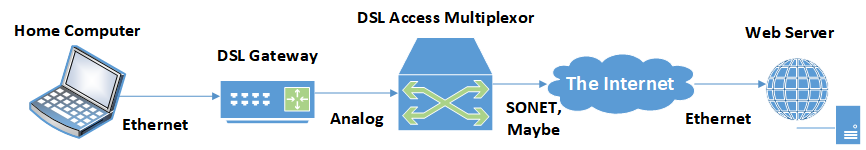 Home Computer
DSL Gateway
DSL Access Multiplexor
Web Server
The Internet
Ethernet
Analog
SONET,
Maybe
Ethernet